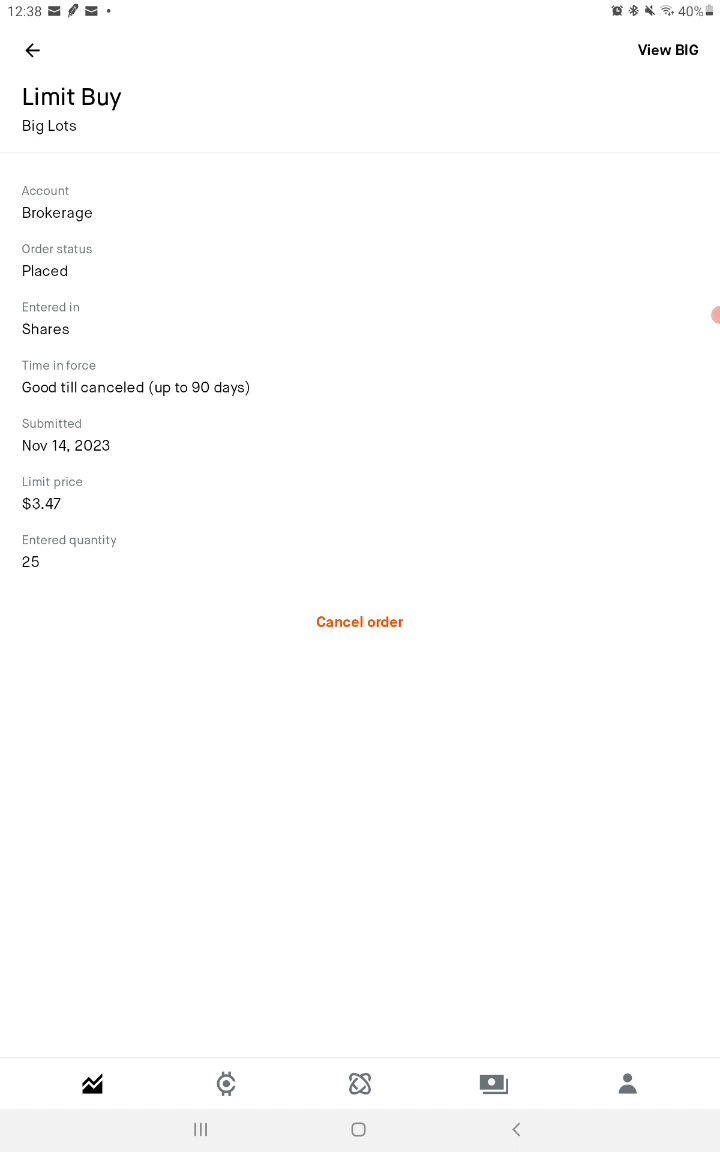 12:38
40%
View BIG
Limit Buy
Big Lots
Account
Brokerage
Order status
Placed
Entered in
Shares
Time in force
Good till canceled (up to 90 days)
Submitted
Nov 14, 2023
Limit price
$3.47
Entered quantity
25
Cancel order